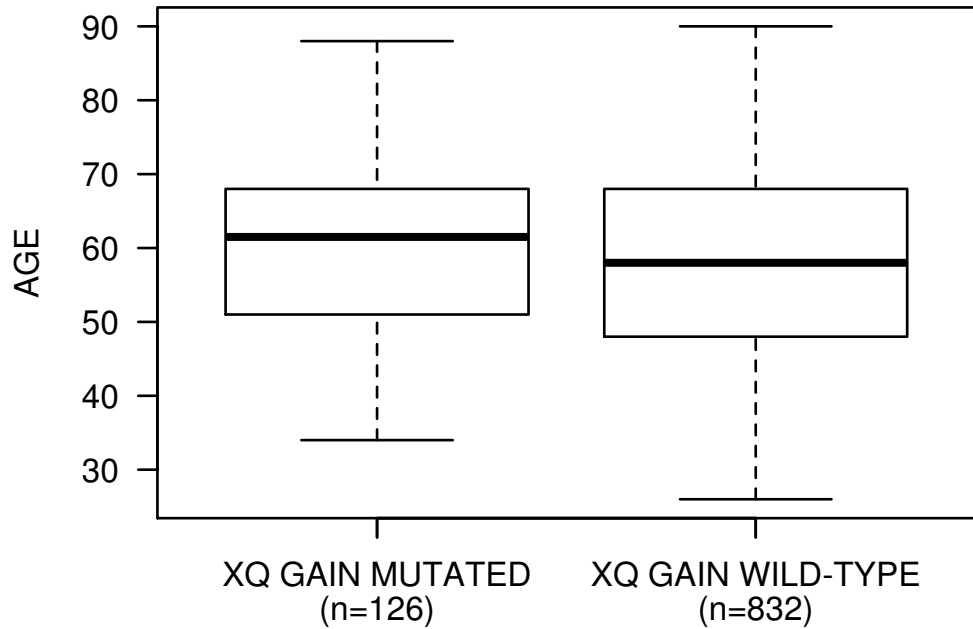 90
80
70
60
50
40
30
AGE
XQ GAIN MUTATED
(n=126)
XQ GAIN WILD-TYPE
(n=832)